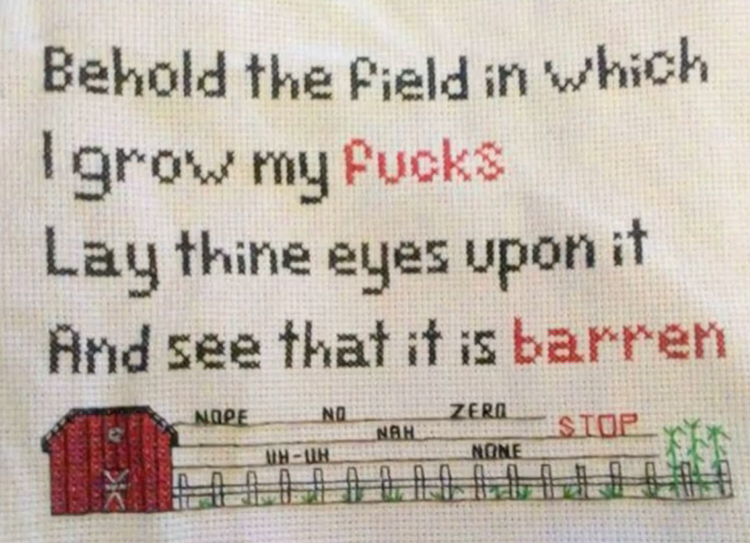 Behold the field in which
I grow my fucks
Lay thine eyes upon it
And see that it is barren
NOPE NO ZERO
NAH STOP
UH-UH NONE